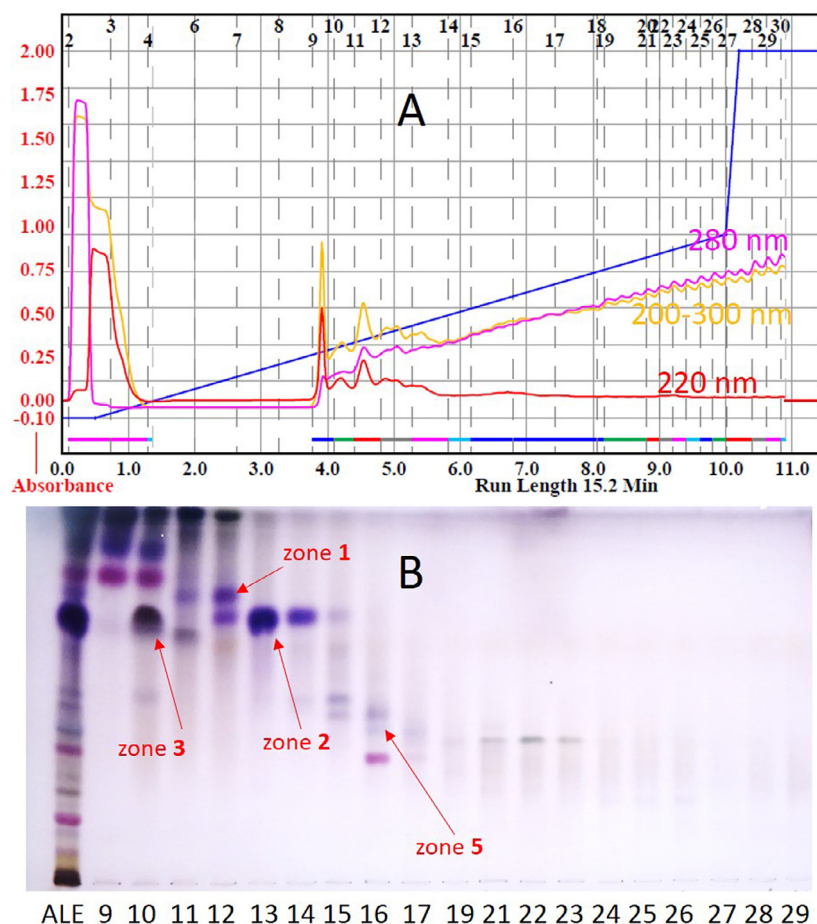 2.00 2 3 4 6 7 8 9 10 11 12 13 14 15 16 17 18 19 20 21 22 23 24 25 26 27 28 29 30
1.75
A
1.50
1.25
1.00
280 nm
0.75
0.50
200-300 nm
0.25
220 nm
0.00
-0.10
0.0 1.0 2.0 3.0 4.0 5.0 6.0 7.0 8.0 9.0 10.0 11.0
Absorbance Run Length 15.2 Min
zone 1
B
zone 3
zone 2
zone 5
ALE 9 10 11 12 13 14 15 16 17 19 21 22 23 24 25 26 27 28 29